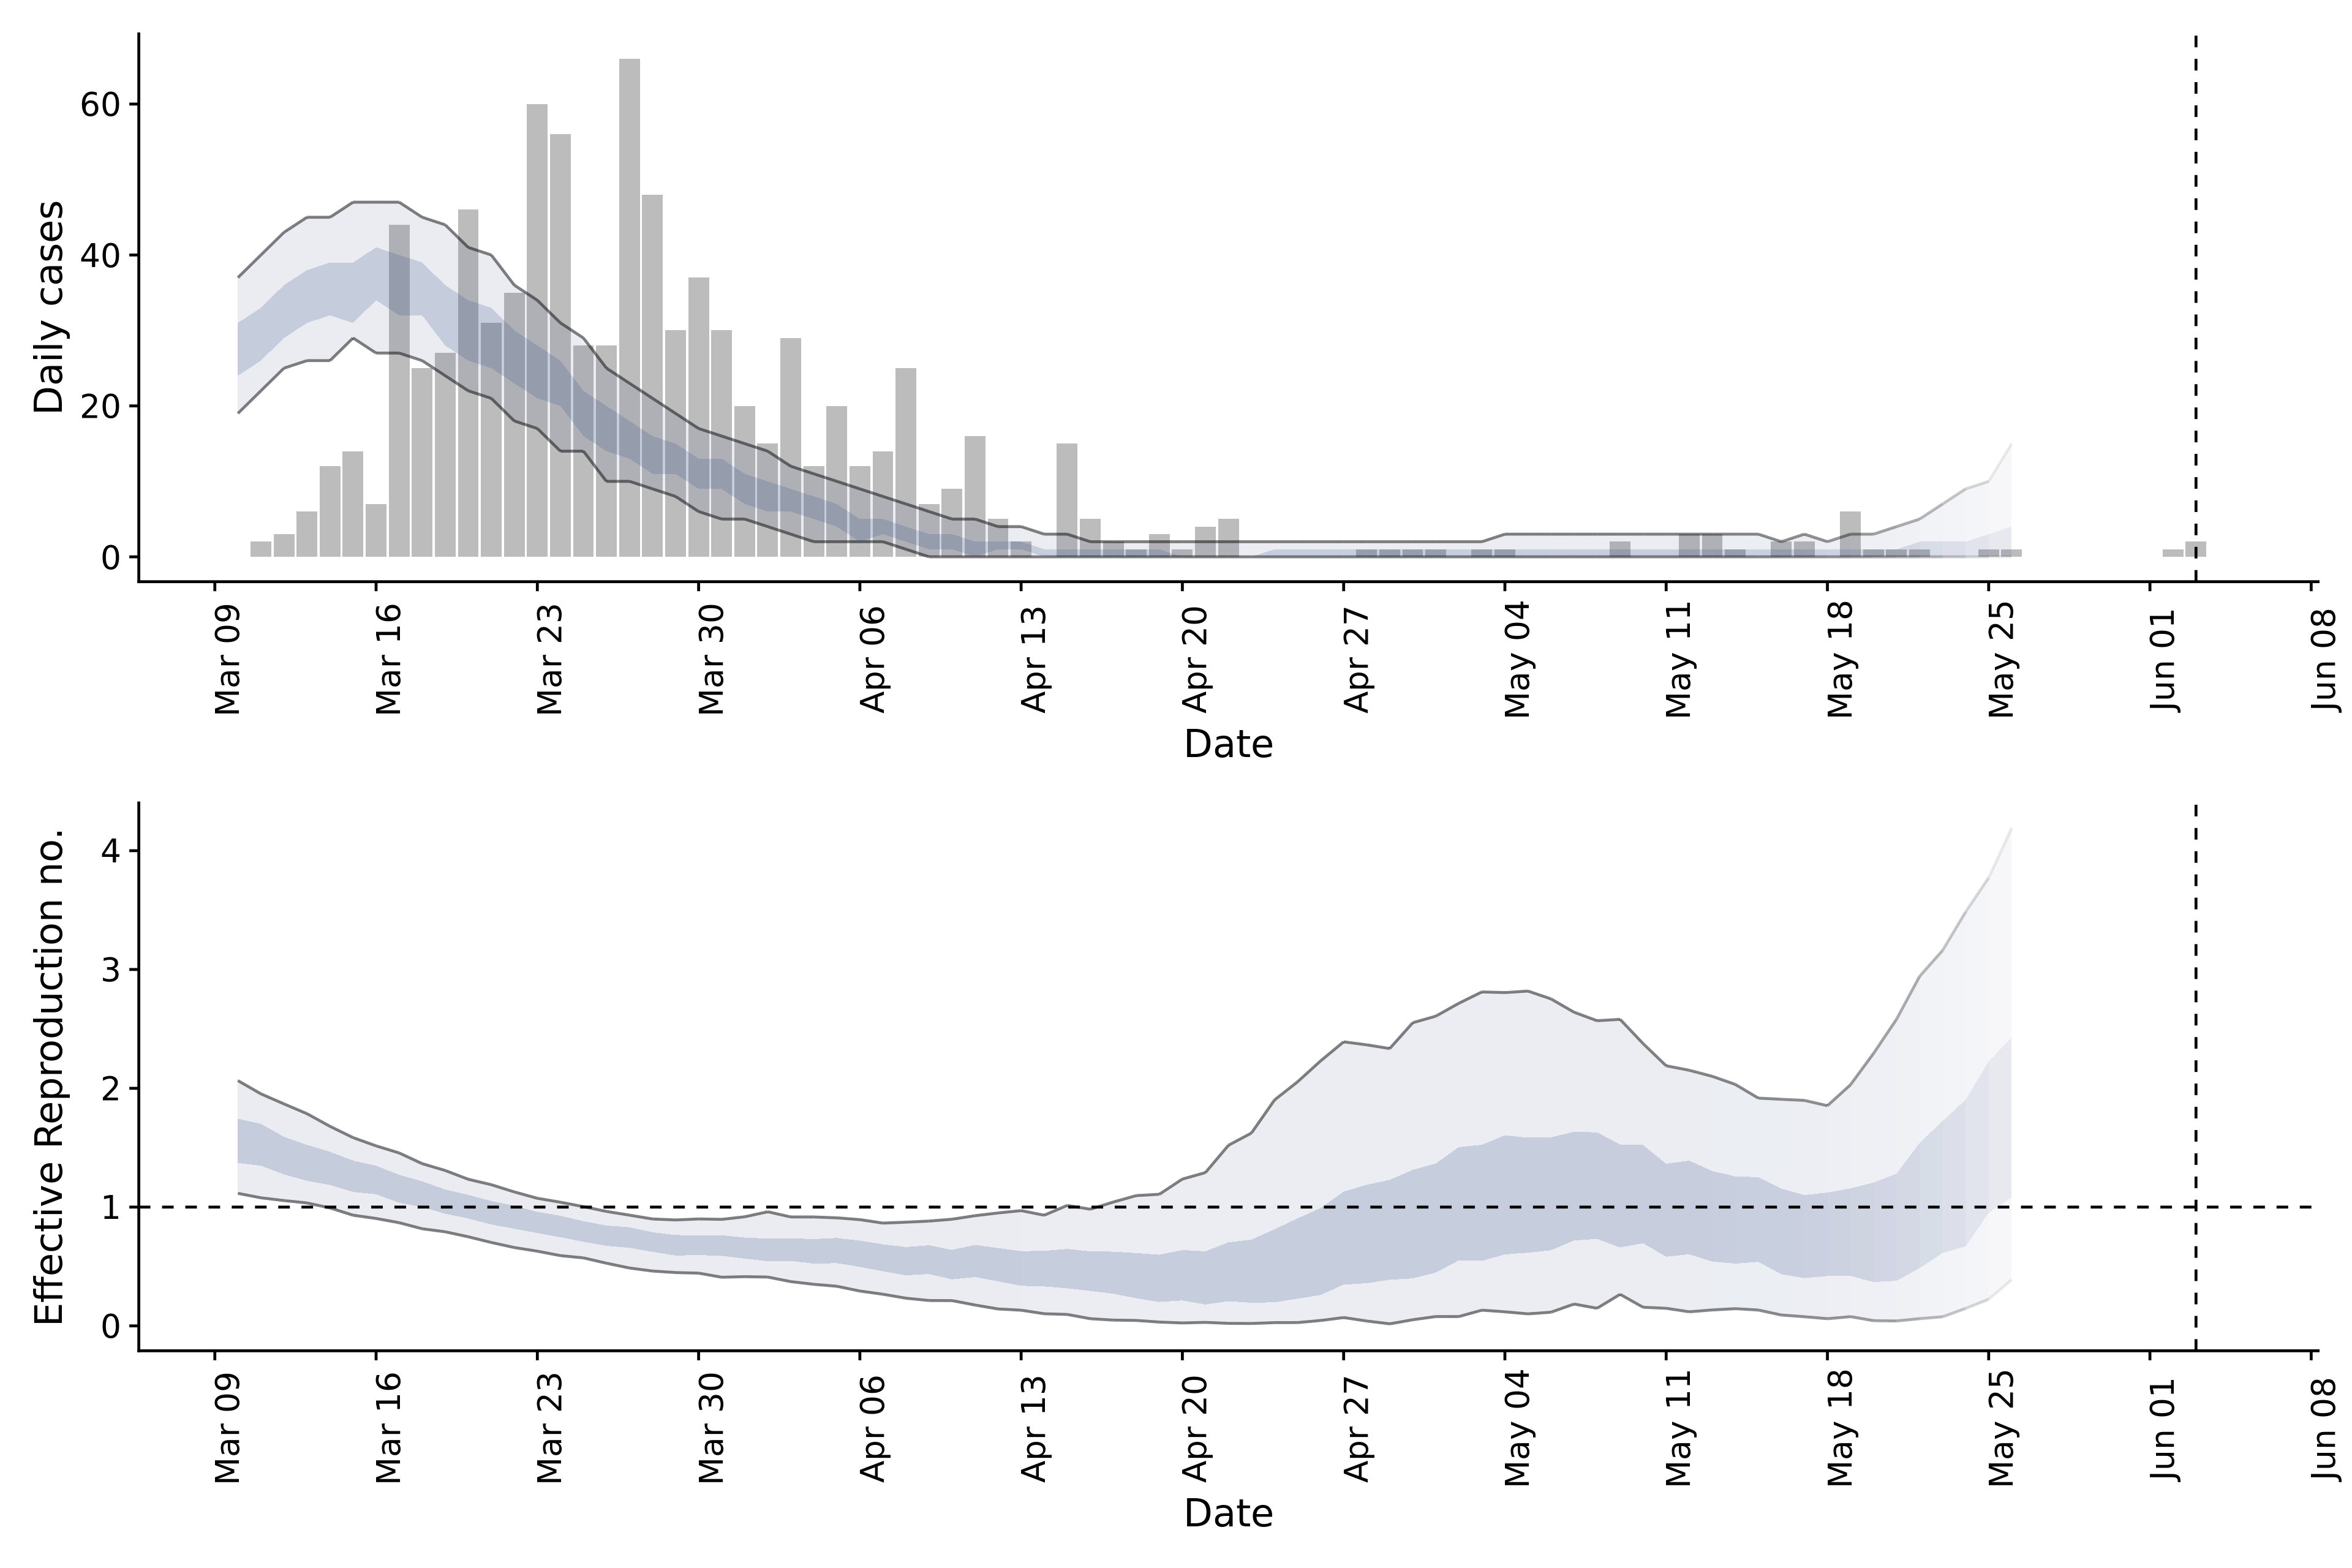 Daily cases
60
40
20
0
Mar 09
Mar 16
Mar 23
Mar 30
Apr 06
Apr 13
Apr 20
Apr 27
May 04
May 11
May 18
May 25
Jun 01
Jun 08
Date
Effective Reproduction no.
4
3
2
1
0
Mar 09
Mar 16
Mar 23
Mar 30
Apr 06
Apr 13
Apr 20
Apr 27
May 04
May 11
May 18
May 25
Jun 01
Jun 08
Date